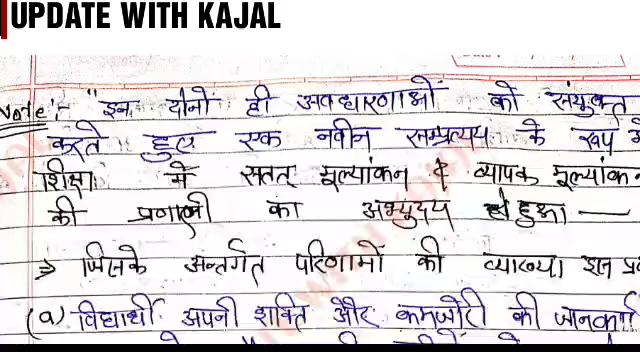 UPDATE WITH KAJAL
Note:- "इन दोनों ही अवधारणाओं को संयुक्त
करते हुए एक नवीन सम्प्रत्यय के रूप में
शिक्षा में सतत् मूल्यांकन व व्यापक मूल्यांकन
की प्रणाली का अभ्युदय हुआ —
⇒ जिसके अन्तर्गत परिणामों की व्याख्या इस
(a) विद्यार्थी अपनी शक्ति और कमजोरी की जानकारी